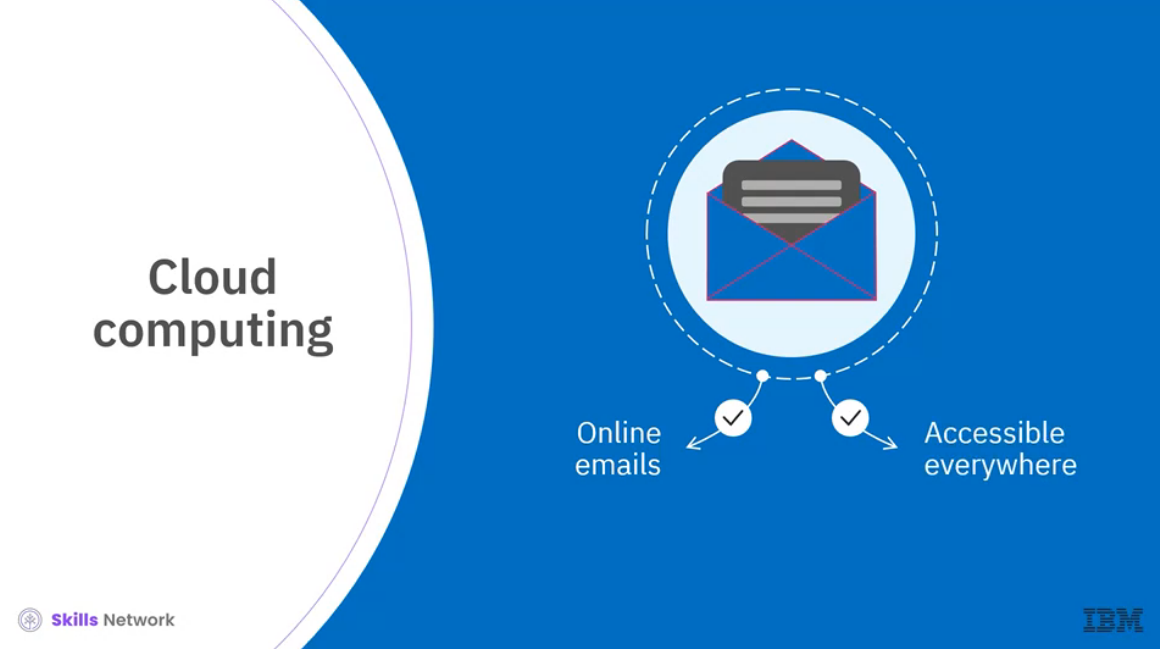 Cloud
computing
Online
emails
Accessible
everywhere
Skills Network
IBM